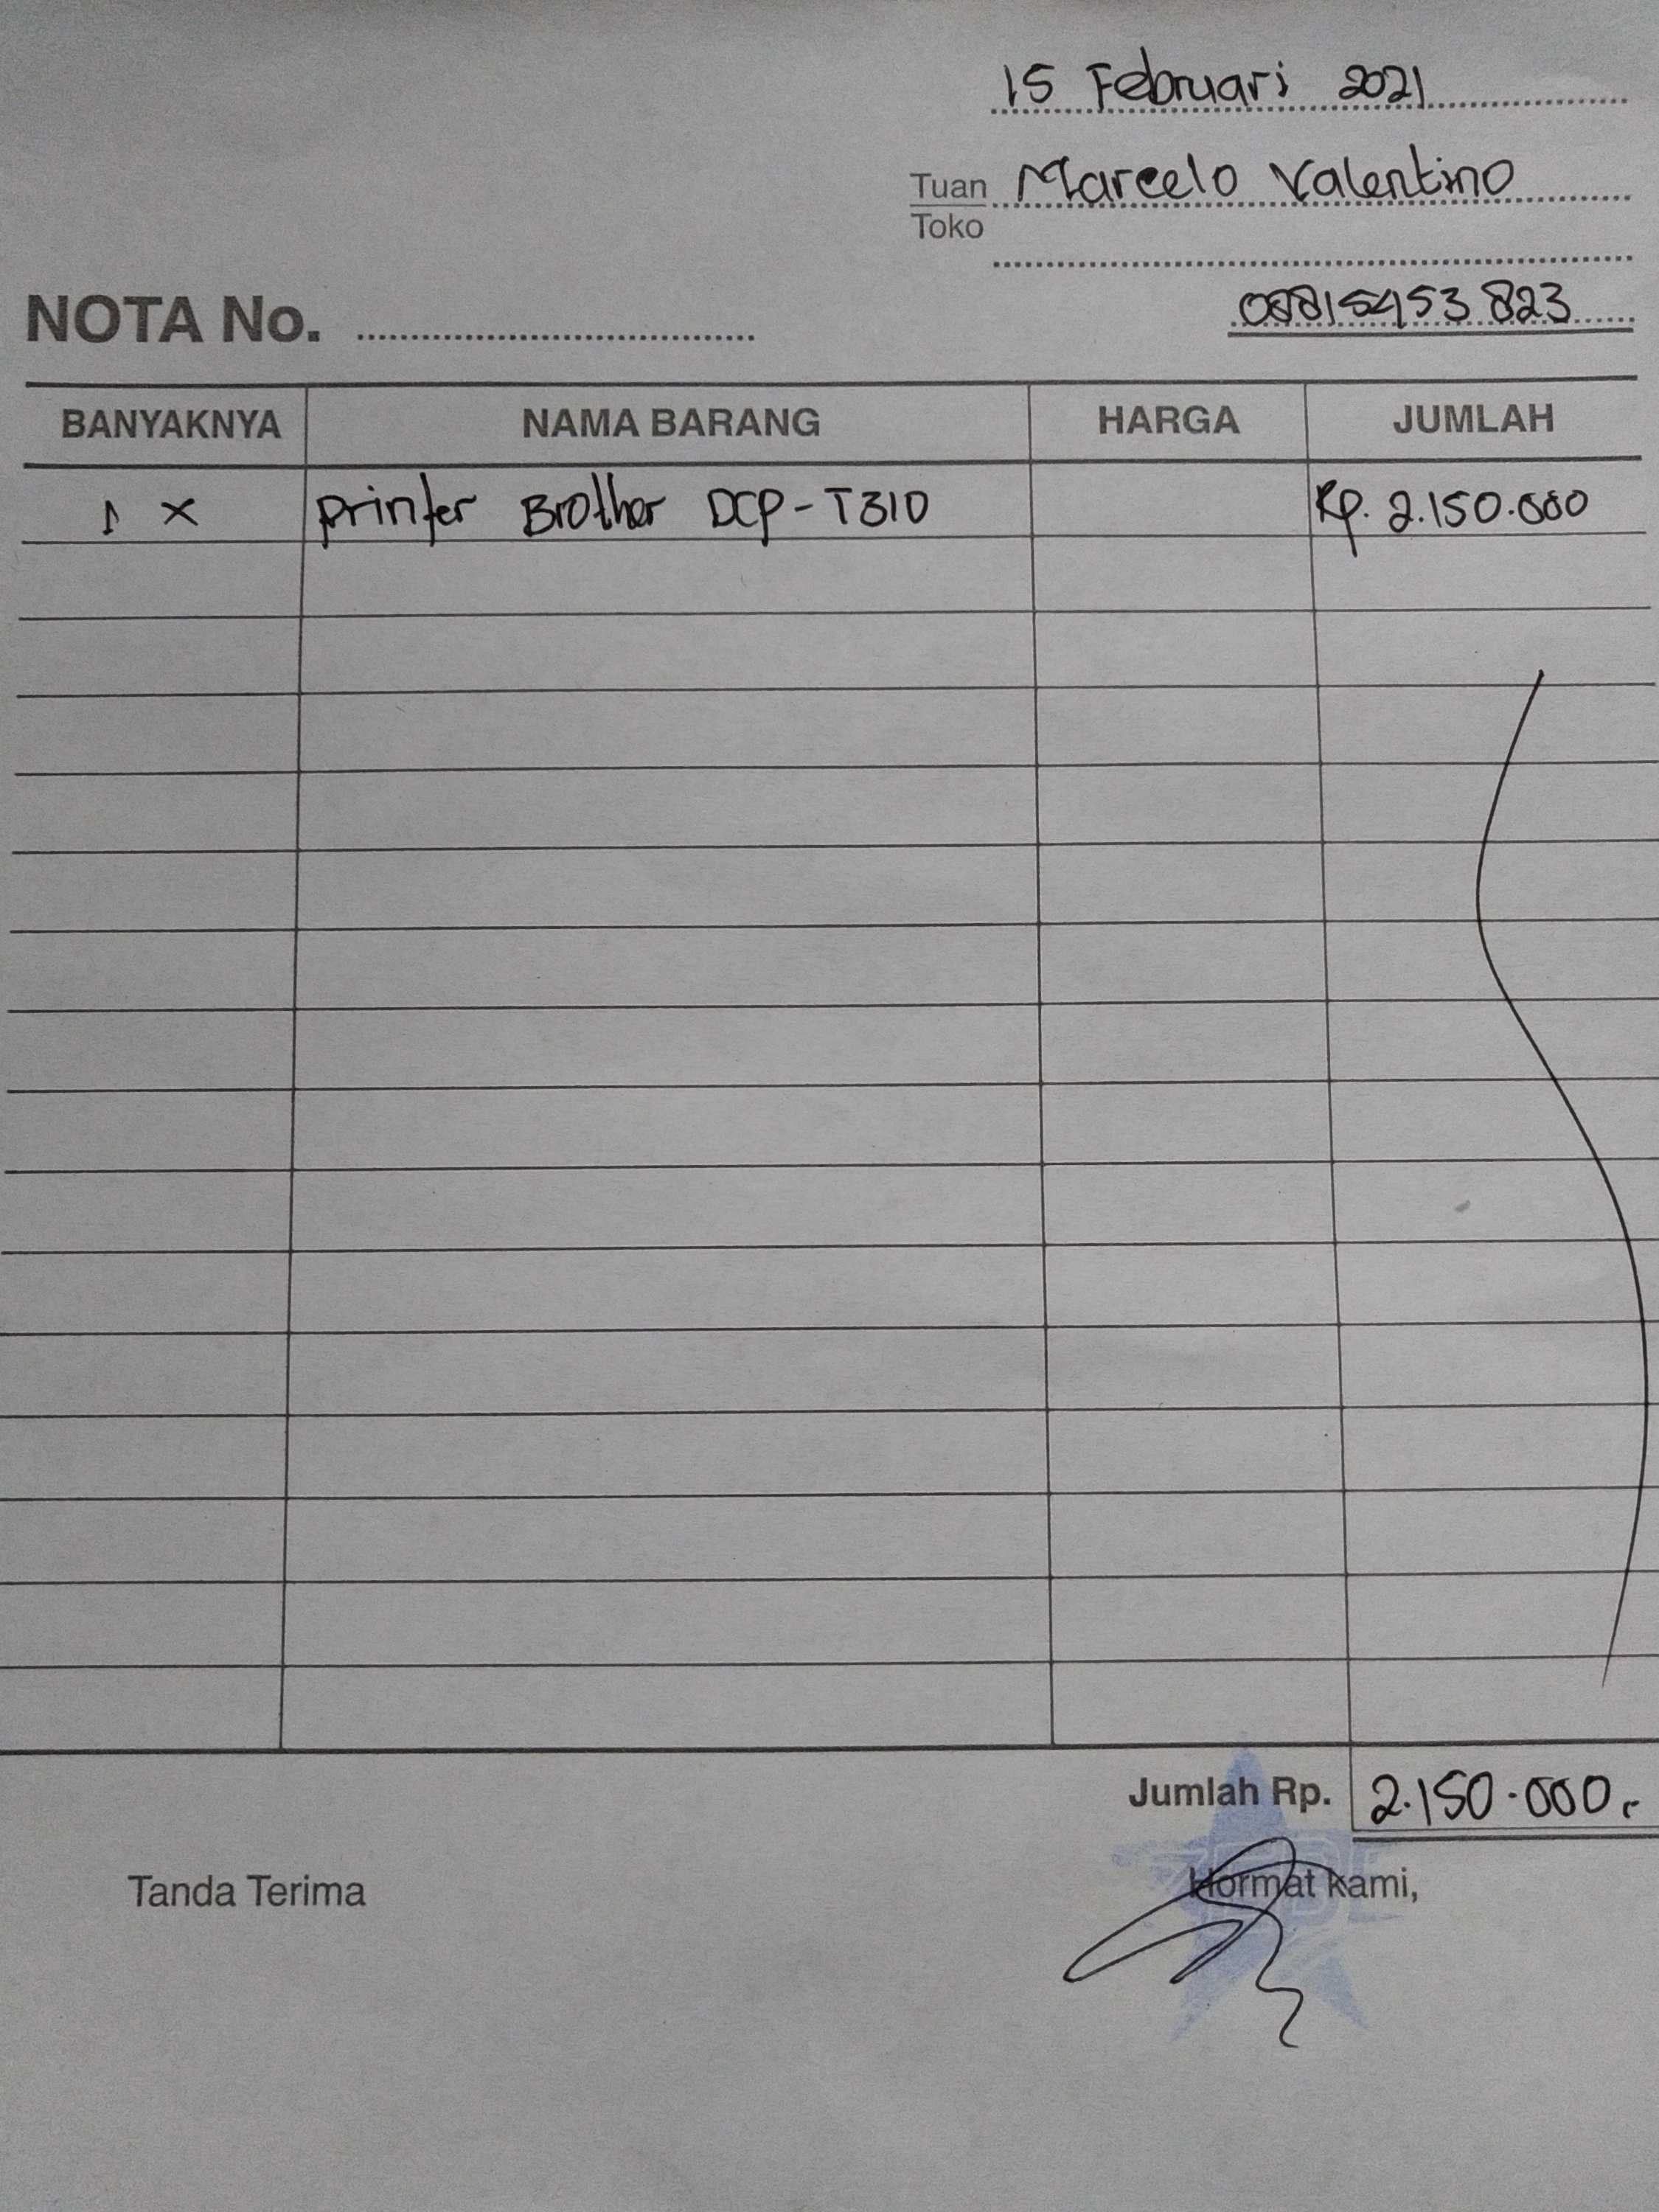 15 Februari 2021
Tuan Marcelo Valentino
Toko
NOTA No.
BANYAKNYA NAMA BARANG HARGA JUMLAH
1 x printer Brother DCP-T310 Rp. 2.150.000
Jumlah Rp. 2.150.000,-
Tanda Terima Hormat kami,